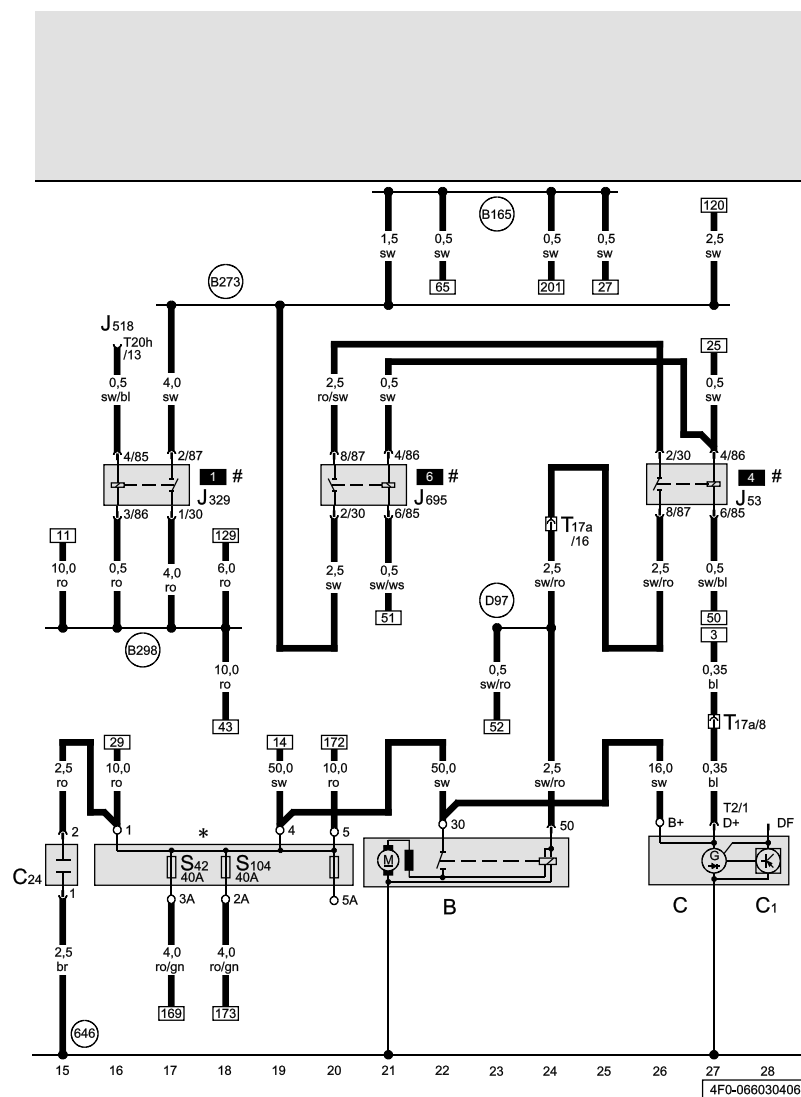 B165
120
1,5 sw
0,5 sw
0,5 sw
0,5 sw
2,5 sw
B273
65
201
27
J518
T20h /13
25
0,5 sw/bl
4,0 sw
2,5 ro/sw
0,5 sw
0,5 sw
4/85
2/87
8/87
4/86
2/30
4/86
1 #
J329
6 #
J695
4 #
J53
3/86
1/30
2/30
6/85
8/87
6/85
11
129
T17a /16
10,0 ro
0,5 ro
4,0 ro
6,0 ro
2,5 sw
0,5 sw/ws
2,5 sw/ro
2,5 sw/ro
0,5 sw/bl
51
D97
50
3
B298
10,0 ro
0,5 sw/ro
0,35 bl
43
52
T17a/8
29
14
172
2,5 ro
10,0 ro
50,0 sw
10,0 ro
50,0 sw
2,5 sw/ro
16,0 sw
0,35 bl
T2/1
2
1
*
4
5
30
50
B+
D+
DF
C24
S42 40A
S104 40A
M
G
1
3A
2A
5A
B
C
C1
2,5 br
4,0 ro/gn
4,0 ro/gn
169
173
646
15 16 17 18 19 20 21 22 23 24 25 26 27 28
4F0-066030406